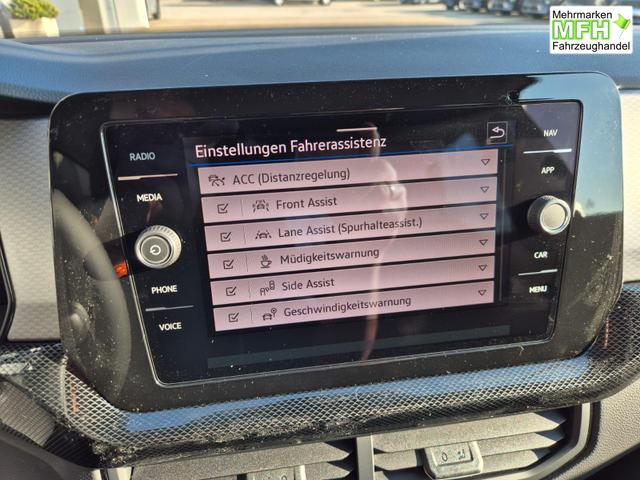 Mehrmarken
MFH
Fahrzeughandel
RADIO
MEDIA
PHONE
VOICE
Einstellungen Fahrerassistenz
ACC (Distanzregelung)
Front Assist
Lane Assist (Spurhalteassist.)
Müdigkeitswarnung
Side Assist
Geschwindigkeitswarnung
NAV
APP
CAR
MENU